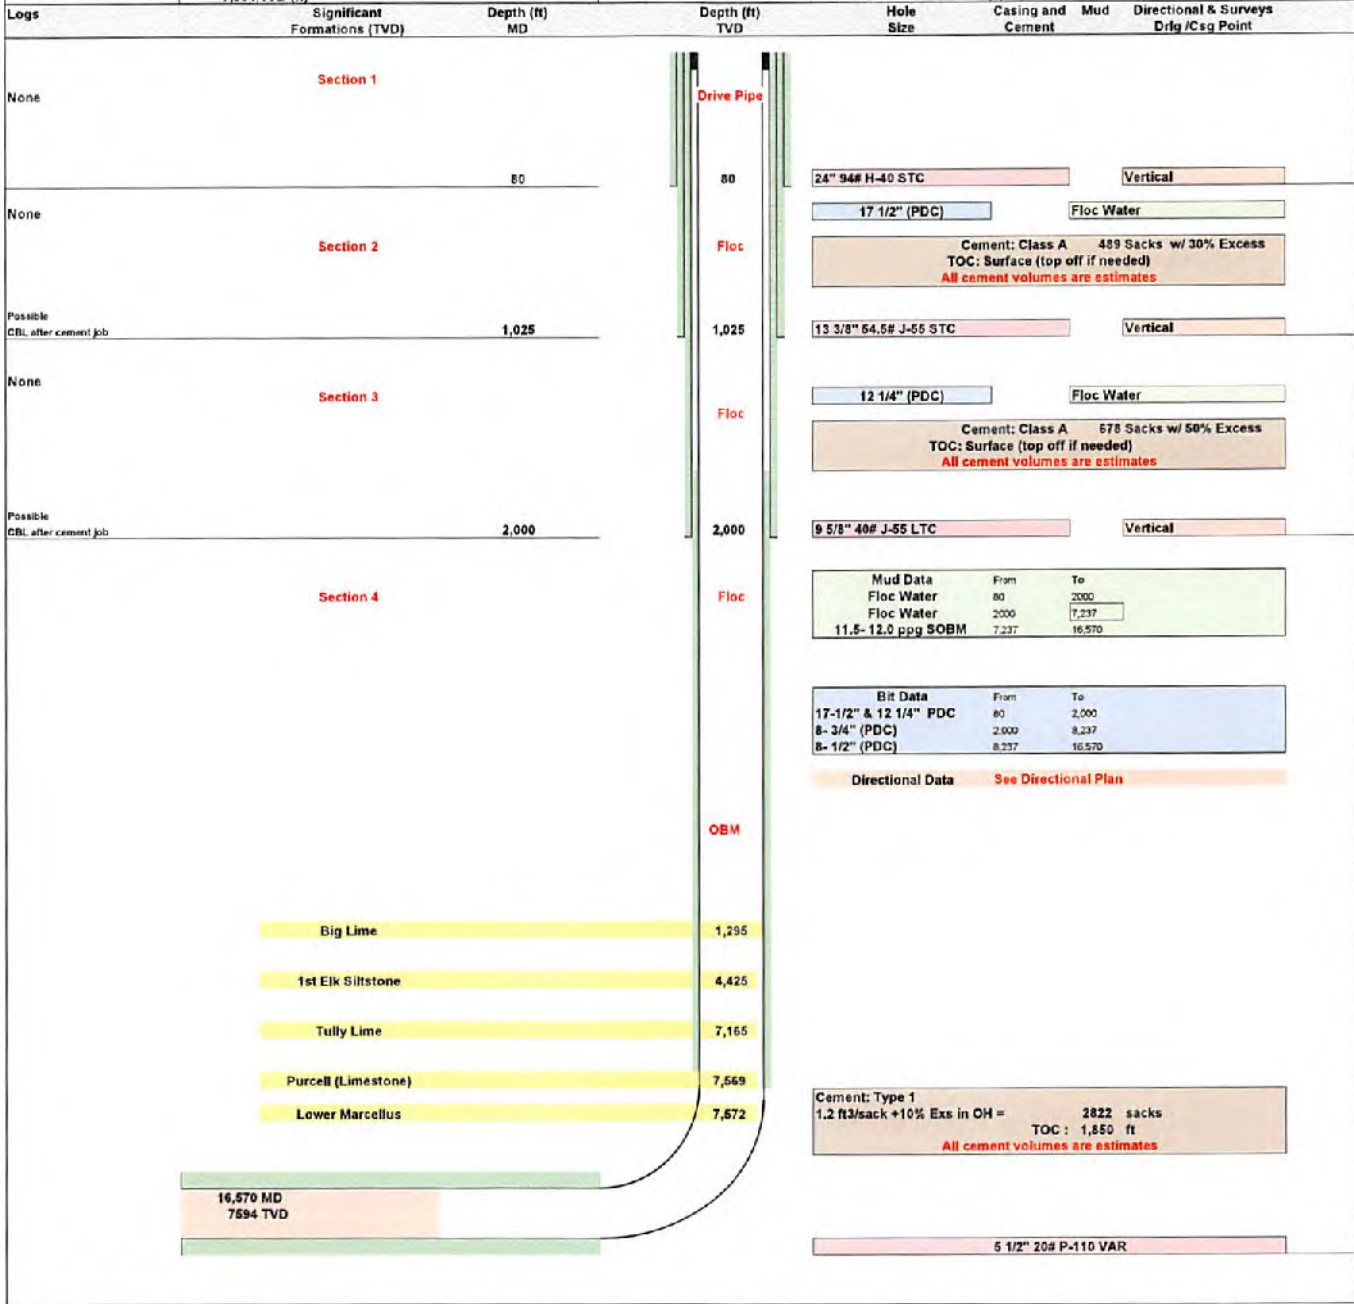 Logs Significant Depth (ft) Depth (ft) Hole Casing and Mud Directional & Surveys
Formations (TVD) MD TVD Size Cement Drlg /Csg Point
Section 1
None
Drive Pipe
80 80 24" 94# H-40 STC Vertical
None 17 1/2" (PDC) Floc Water
Section 2 Floc
Cement: Class A 489 Sacks w/ 30% Excess
TOC: Surface (top off if needed)
All cement volumes are estimates
Possible
CBL after cement job 1,025 1,025 13 3/8" 54.5# J-55 STC Vertical
None
Section 3 12 1/4" (PDC) Floc Water
Floc
Cement: Class A 678 Sacks w/ 50% Excess
TOC: Surface (top off if needed)
All cement volumes are estimates
Possible
CBL after cement job 2,000 2,000 9 5/8" 40# J-55 LTC Vertical
Section 4 Floc
Mud Data From To
Floc Water 80 2000
Floc Water 2000 7,237
11.5- 12.0 ppg SOBM 7,237 16,570
Bit Data From To
17-1/2" & 12 1/4" PDC 80 2,000
8- 3/4" (PDC) 2,000 8,237
8- 1/2" (PDC) 8,237 16,570
Directional Data See Directional Plan
OBM
Big Lime 1,295
1st Elk Siltstone 4,425
Tully Lime 7,165
Purcell (Limestone) 7,569
Lower Marcellus 7,672
Cement: Type 1
1.2 ft3/sack +10% Exs in OH = 2822 sacks
TOC : 1,850 ft
All cement volumes are estimates
16,570 MD
7594 TVD
5 1/2" 20# P-110 VAR